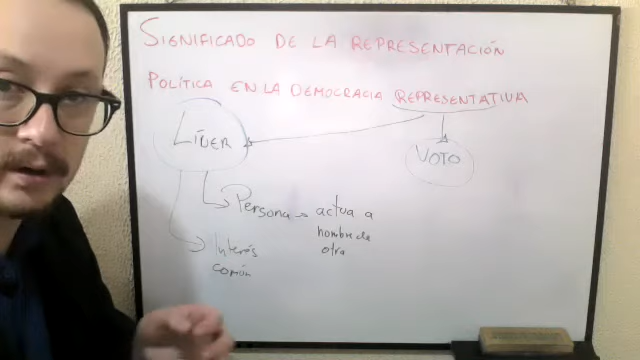 SIGNIFICADO DE LA REPRESENTACIÓN
POLÍTICA EN LA DEMOCRACIA REPRESENTATIVA
LÍDER
VOTO
Persona → actua a
nombre de
otra
Interés
común